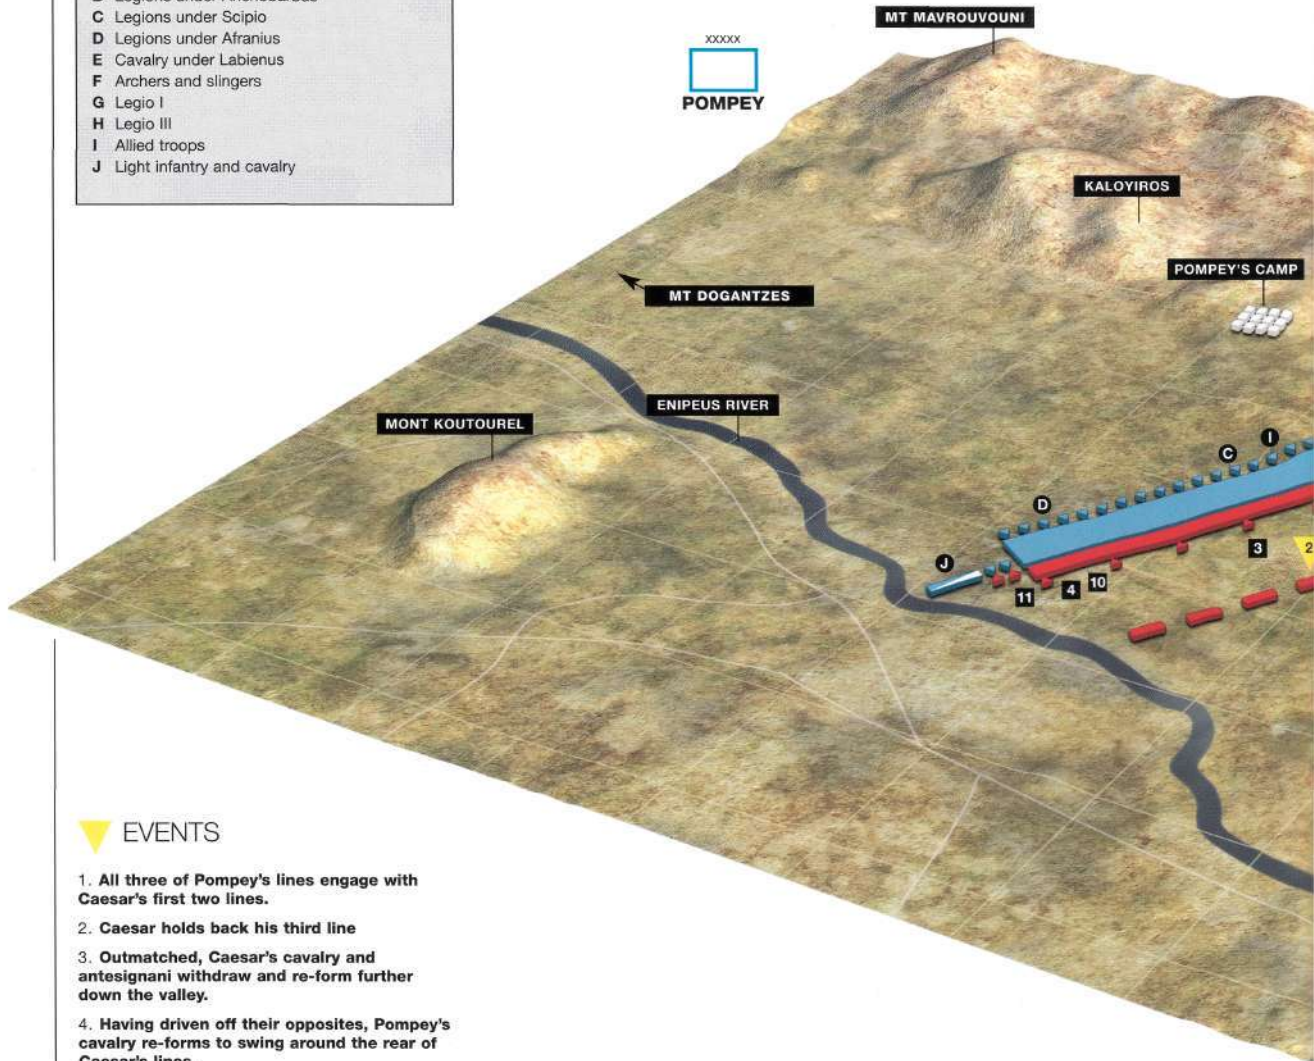 C Legions under Scipio
D Legions under Afranius
E Cavalry under Labienus
F Archers and slingers
G Legio I
H Legio III
I Allied troops
J Light infantry and cavalry
XXXXX
POMPEY
MT MAVROUVOUNI
KALOYIROS
POMPEY'S CAMP
MT DOGANTZES
ENIPEUS RIVER
MONT KOUTOUREL
I
C
D
J
3
2
10
4
11
EVENTS
1. All three of Pompey's lines engage with
Caesar's first two lines.
2. Caesar holds back his third line
3. Outmatched, Caesar's cavalry and
antesignani withdraw and re-form further
down the valley.
4. Having driven off their opposites, Pompey's
cavalry re-forms to swing around the rear of
Caesar's lines